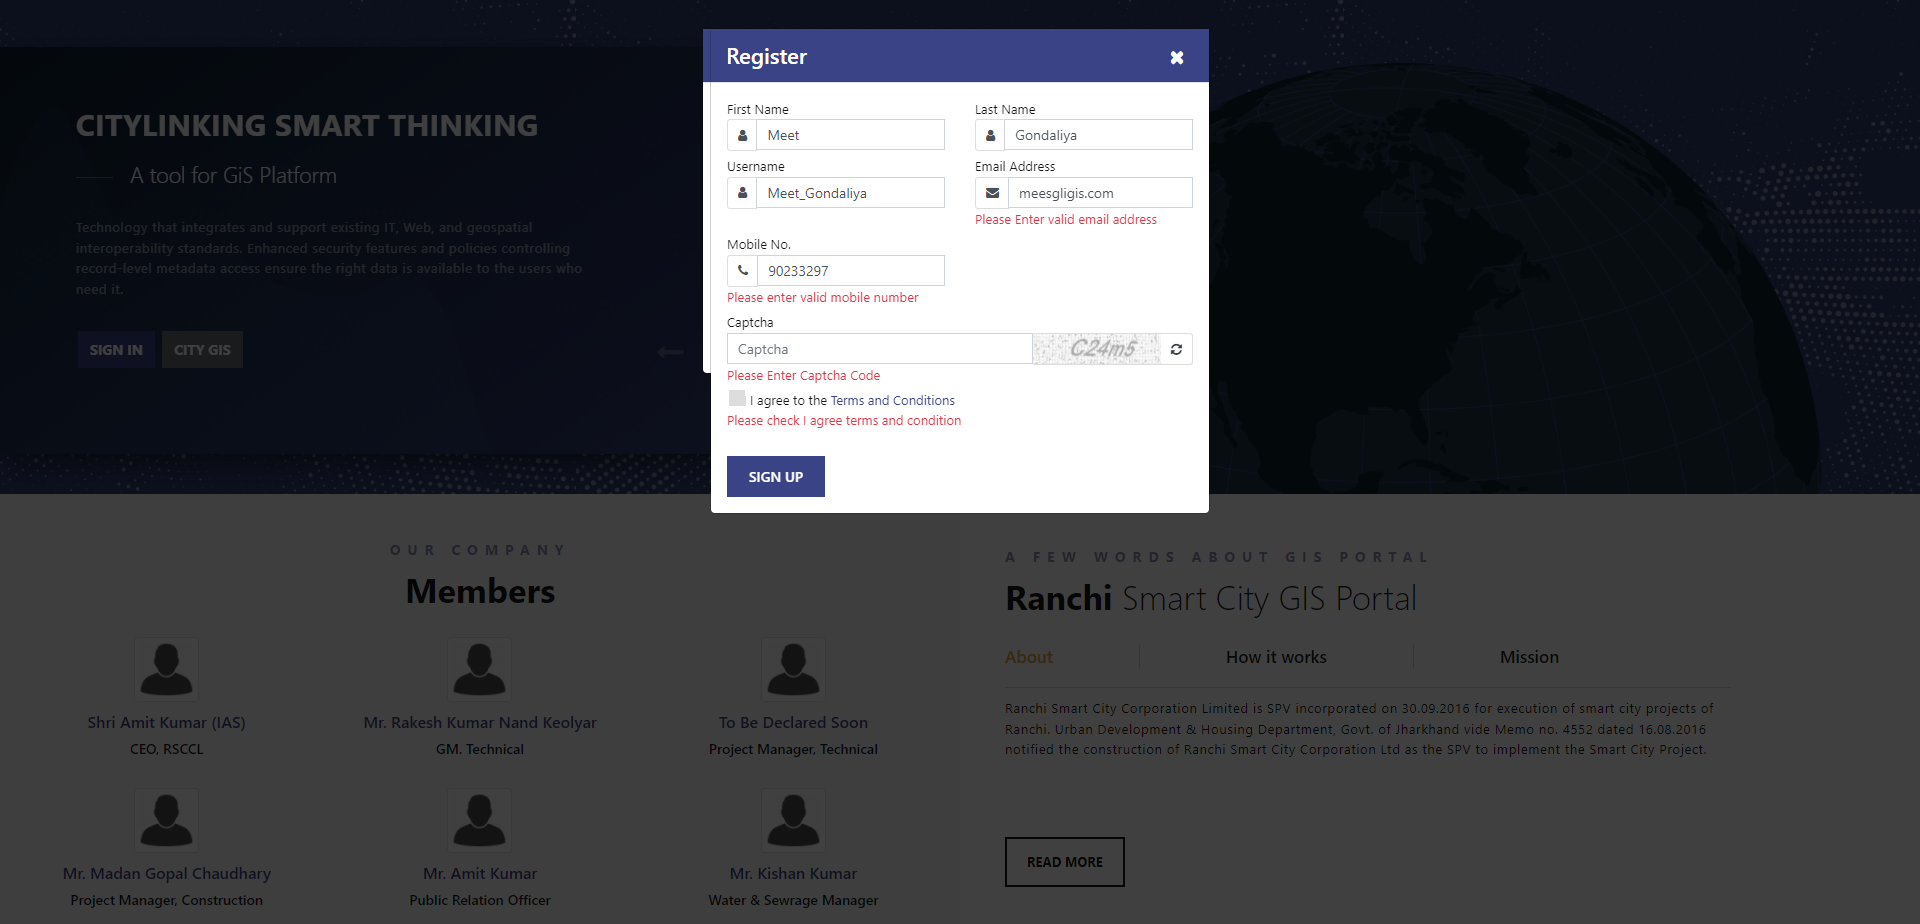 Register
First Name
Last Name
Meet
Gondaliya
Username
Email Address
Meet_Gondaliya
meesgligis.com
Please Enter valid email address
Mobile No.
90233297
Please enter valid mobile number
Captcha
Captcha
C24m5
Please Enter Captcha Code
I agree to the Terms and Conditions
Please check I agree terms and condition
SIGN UP
CITYLINKING SMART THINKING
A tool for GiS Platform
Technology that integrates and support existing IT, Web, and geospatial
interoperability standards. Enhanced security features and policies controlling
record-level metadata access ensure the right data is available to the users who
need it.
SIGN IN
CITY GIS
OUR COMPANY
Members
Shri Amit Kumar (IAS)
CEO, RSCCL
Mr. Rakesh Kumar Nand Keolyar
GM. Technical
To Be Declared Soon
Project Manager, Technical
Mr. Madan Gopal Chaudhary
Project Manager, Construction
Mr. Amit Kumar
Public Relation Officer
Mr. Kishan Kumar
Water & Sewrage Manager
A FEW WORDS ABOUT GIS PORTAL
Ranchi Smart City GIS Portal
About
How it works
Mission
Ranchi Smart City Corporation Limited is SPV incorporated on 30.09.2016 for execution of smart city projects of
Ranchi. Urban Development & Housing Department, Govt. of Jharkhand vide Memo no. 4552 dated 16.08.2016
notified the construction of Ranchi Smart City Corporation Ltd as the SPV to implement the Smart City Project.
READ MORE